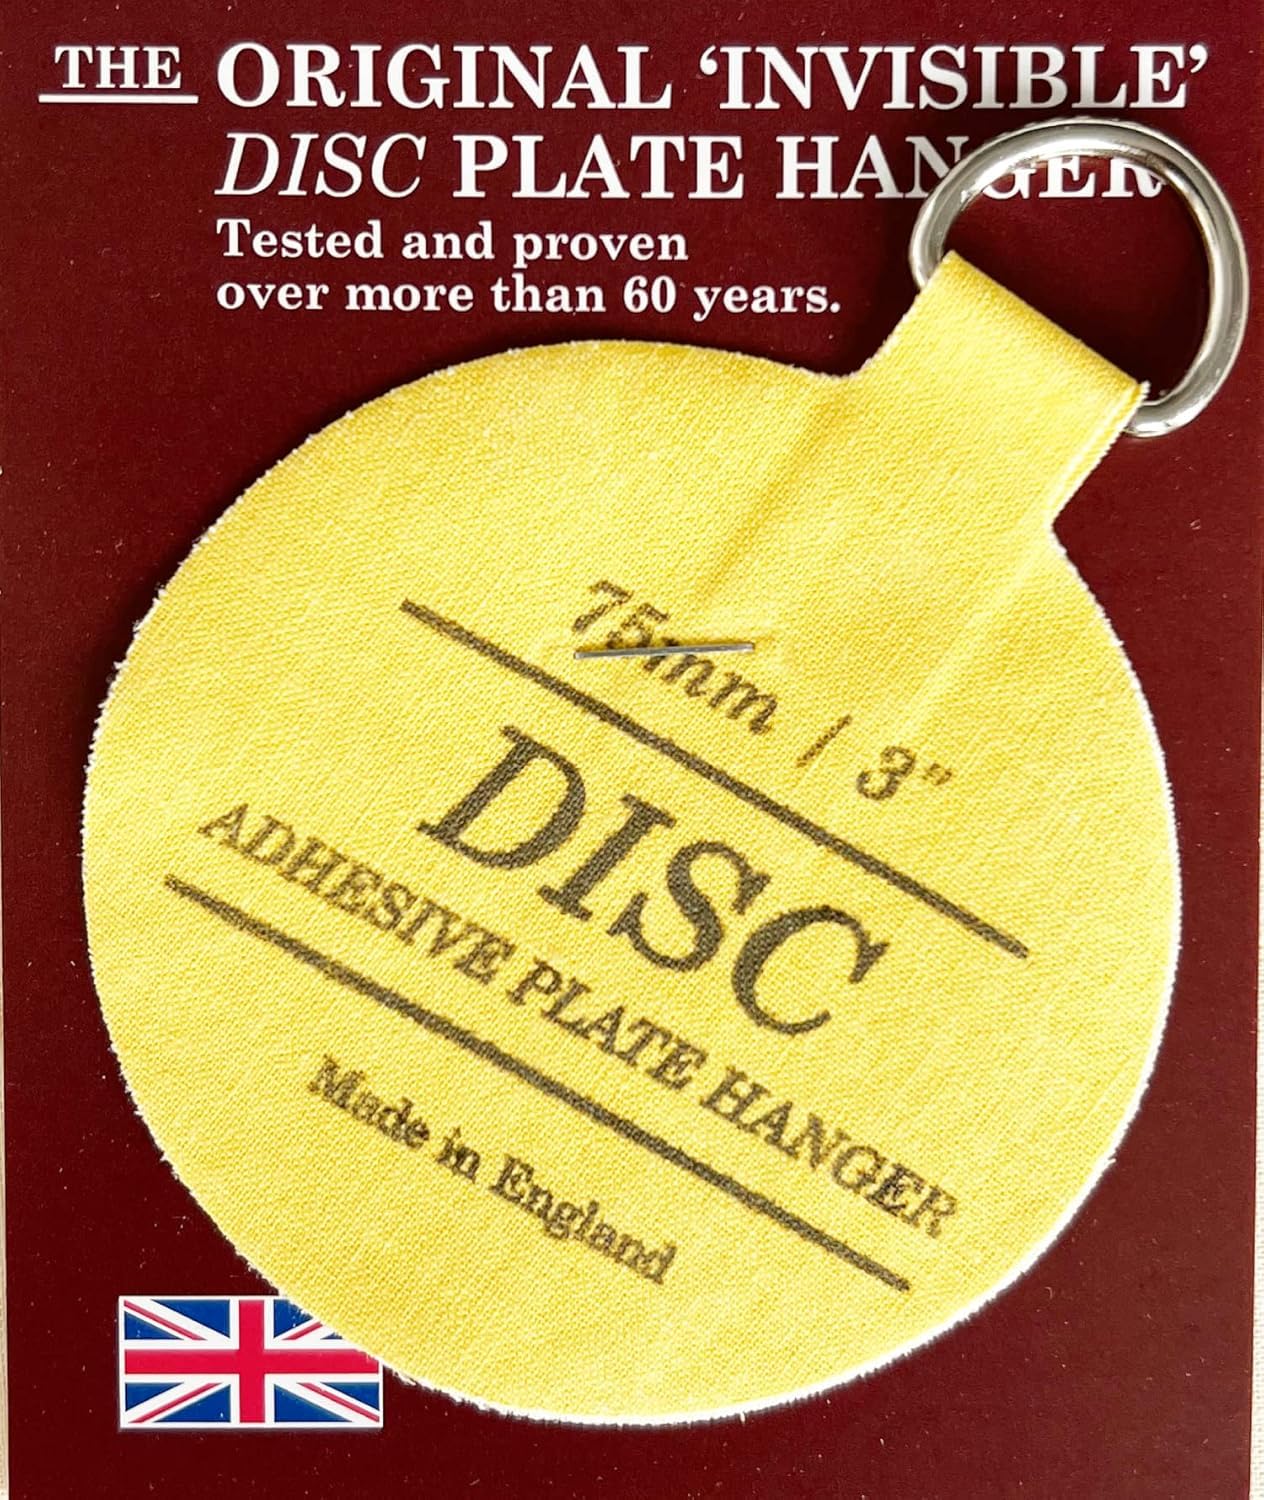 THE ORIGINAL ‘INVISIBLE’
DISC PLATE HANGER
Tested and proven
over more than 60 years.
75mm / 3"
DISC
ADHESIVE PLATE HANGER
Made in England